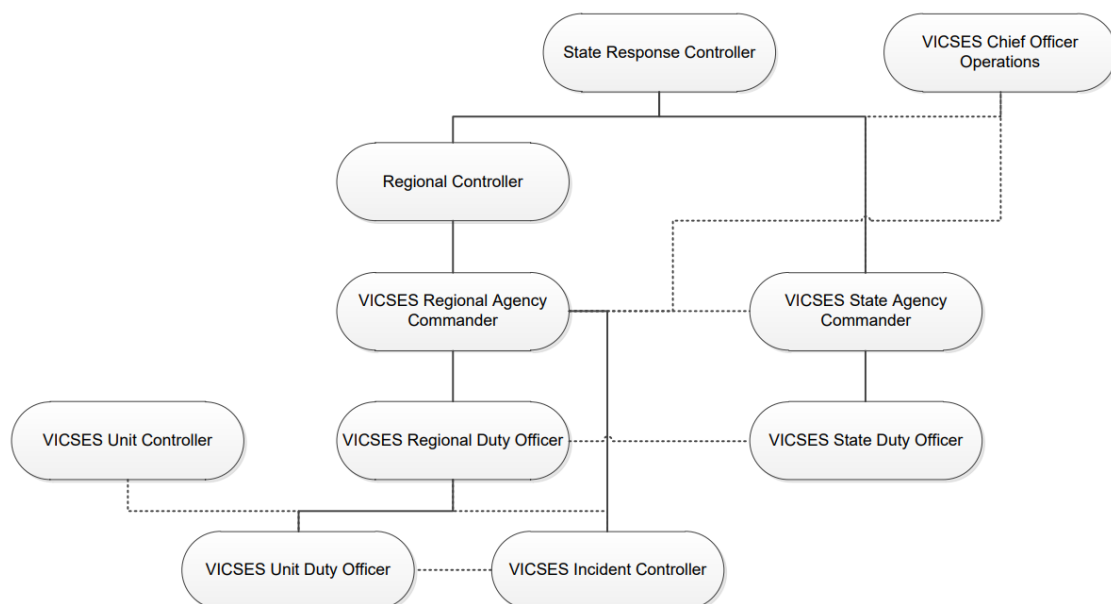 State Response Controller
VICSES Chief Officer
Operations
Regional Controller
VICSES Regional Agency
Commander
VICSES State Agency
Commander
VICSES Unit Controller
VICSES Regional Duty Officer
VICSES State Duty Officer
VICSES Unit Duty Officer
VICSES Incident Controller